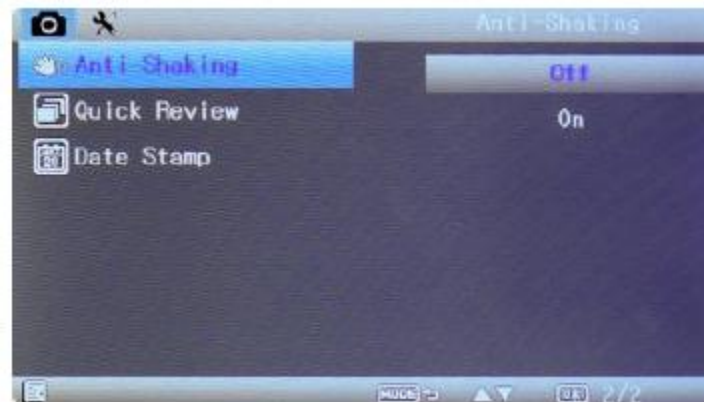 Anti-Shaking
Anti Shaking
Off
Quick Review
On
Date Stamp
MODE
OK 2/2